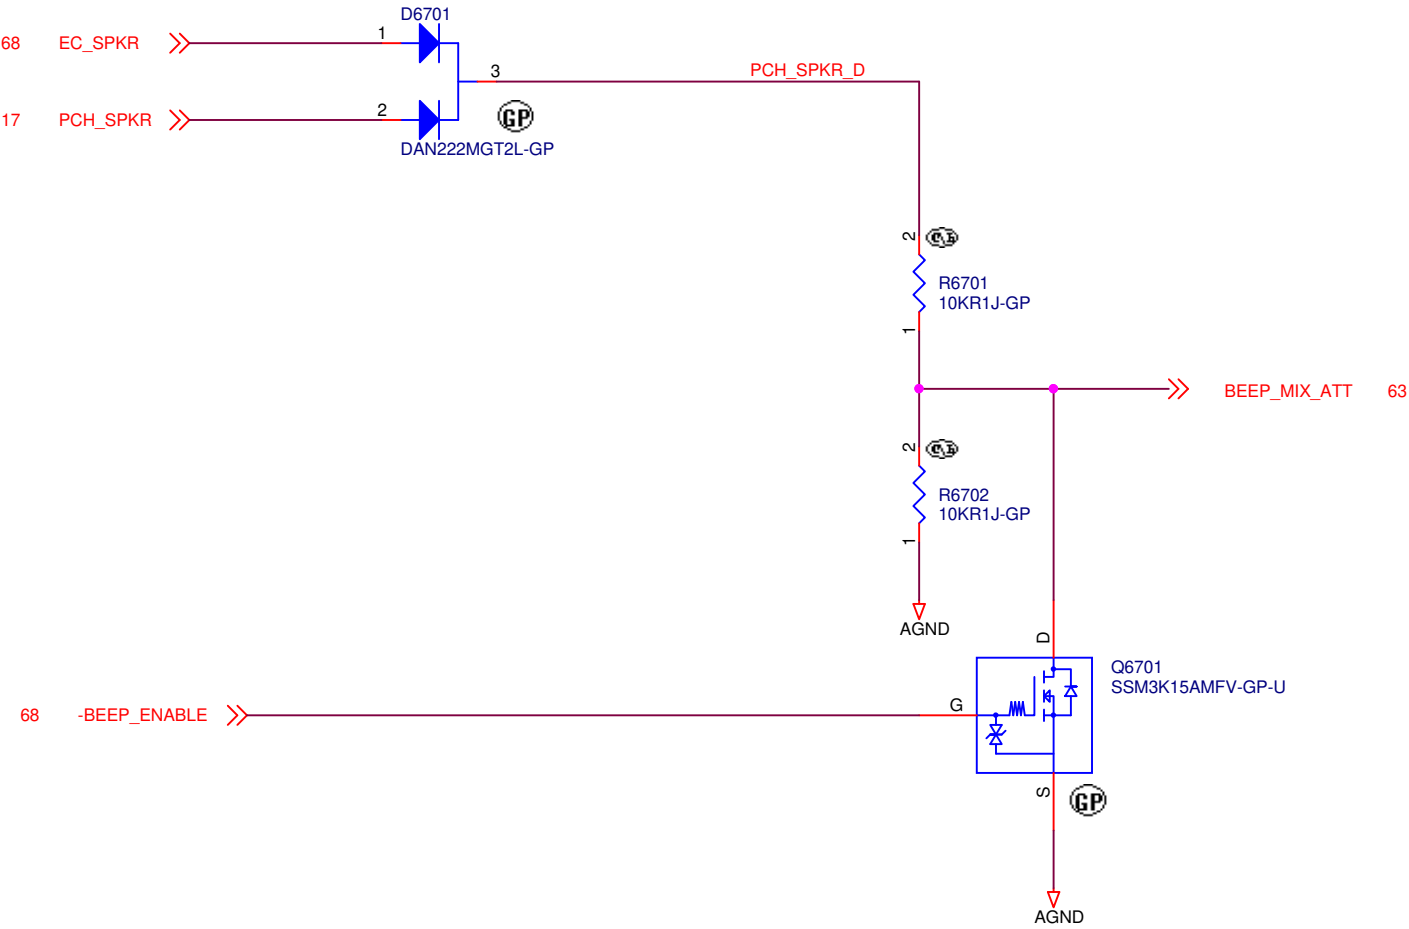 D6701
68 EC_SPKR 1
3 PCH_SPKR_D
17 PCH_SPKR 2
GP
DAN222MGT2L-GP
2
R6701
10KR1J-GP
1
BEEP_MIX_ATT 63
2
R6702
10KR1J-GP
1
AGND
D
Q6701
SSM3K15AMFV-GP-U
68 -BEEP_ENABLE G
S GP
AGND